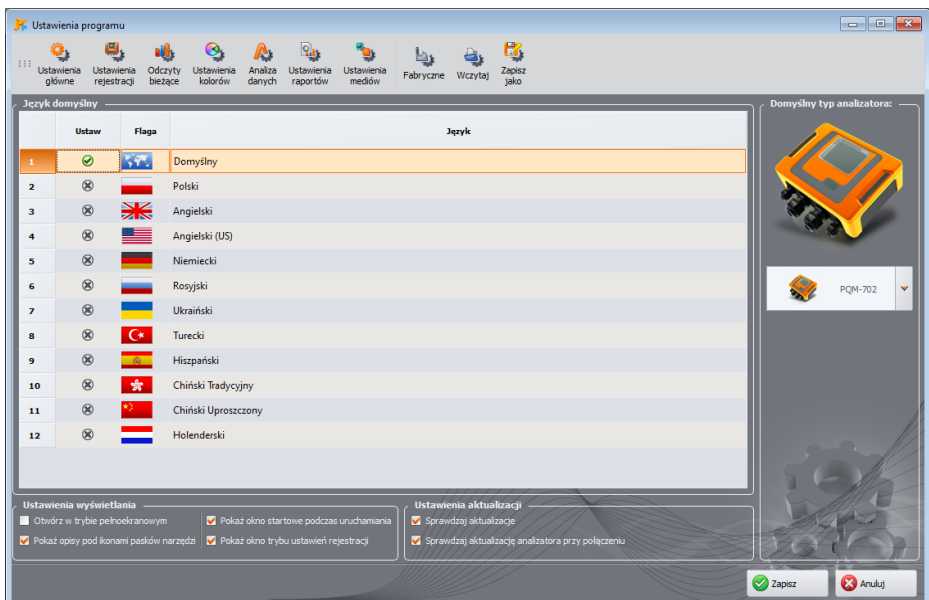 Ustawienia programu
Ustawienia główne
Ustawienia rejestracji
Odczyty bieżące
Ustawienia kolorów
Analiza danych
Ustawienia raportów
Ustawienia mediów
Fabryczne
Wczytaj
Zapisz jako
Język domyślny
Ustaw Flaga Język
1 Domyślny
2 Polski
3 Angielski
4 Angielski (US)
5 Niemiecki
6 Rosyjski
7 Ukraiński
8 Turecki
9 Hiszpański
10 Chiński Tradycyjny
11 Chiński Uproszczony
12 Holenderski
Domyślny typ analizatora:
PQM-702
Ustawienia wyświetlania
Otwórz w trybie pełnoekranowym
Pokaż okno startowe podczas uruchamiania
Pokaż opisy pod ikonami pasków narzędzi
Pokaż okno trybu ustawień rejestracji
Ustawienia aktualizacji
Sprawdzaj aktualizacje
Sprawdzaj aktualizację analizatora przy połączeniu
Zapisz
Anuluj